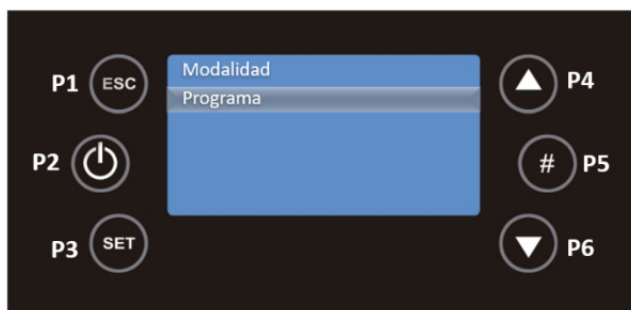 P1 ESC
Modalidad
Programa
P4
P2
# P5
P3 SET
P6